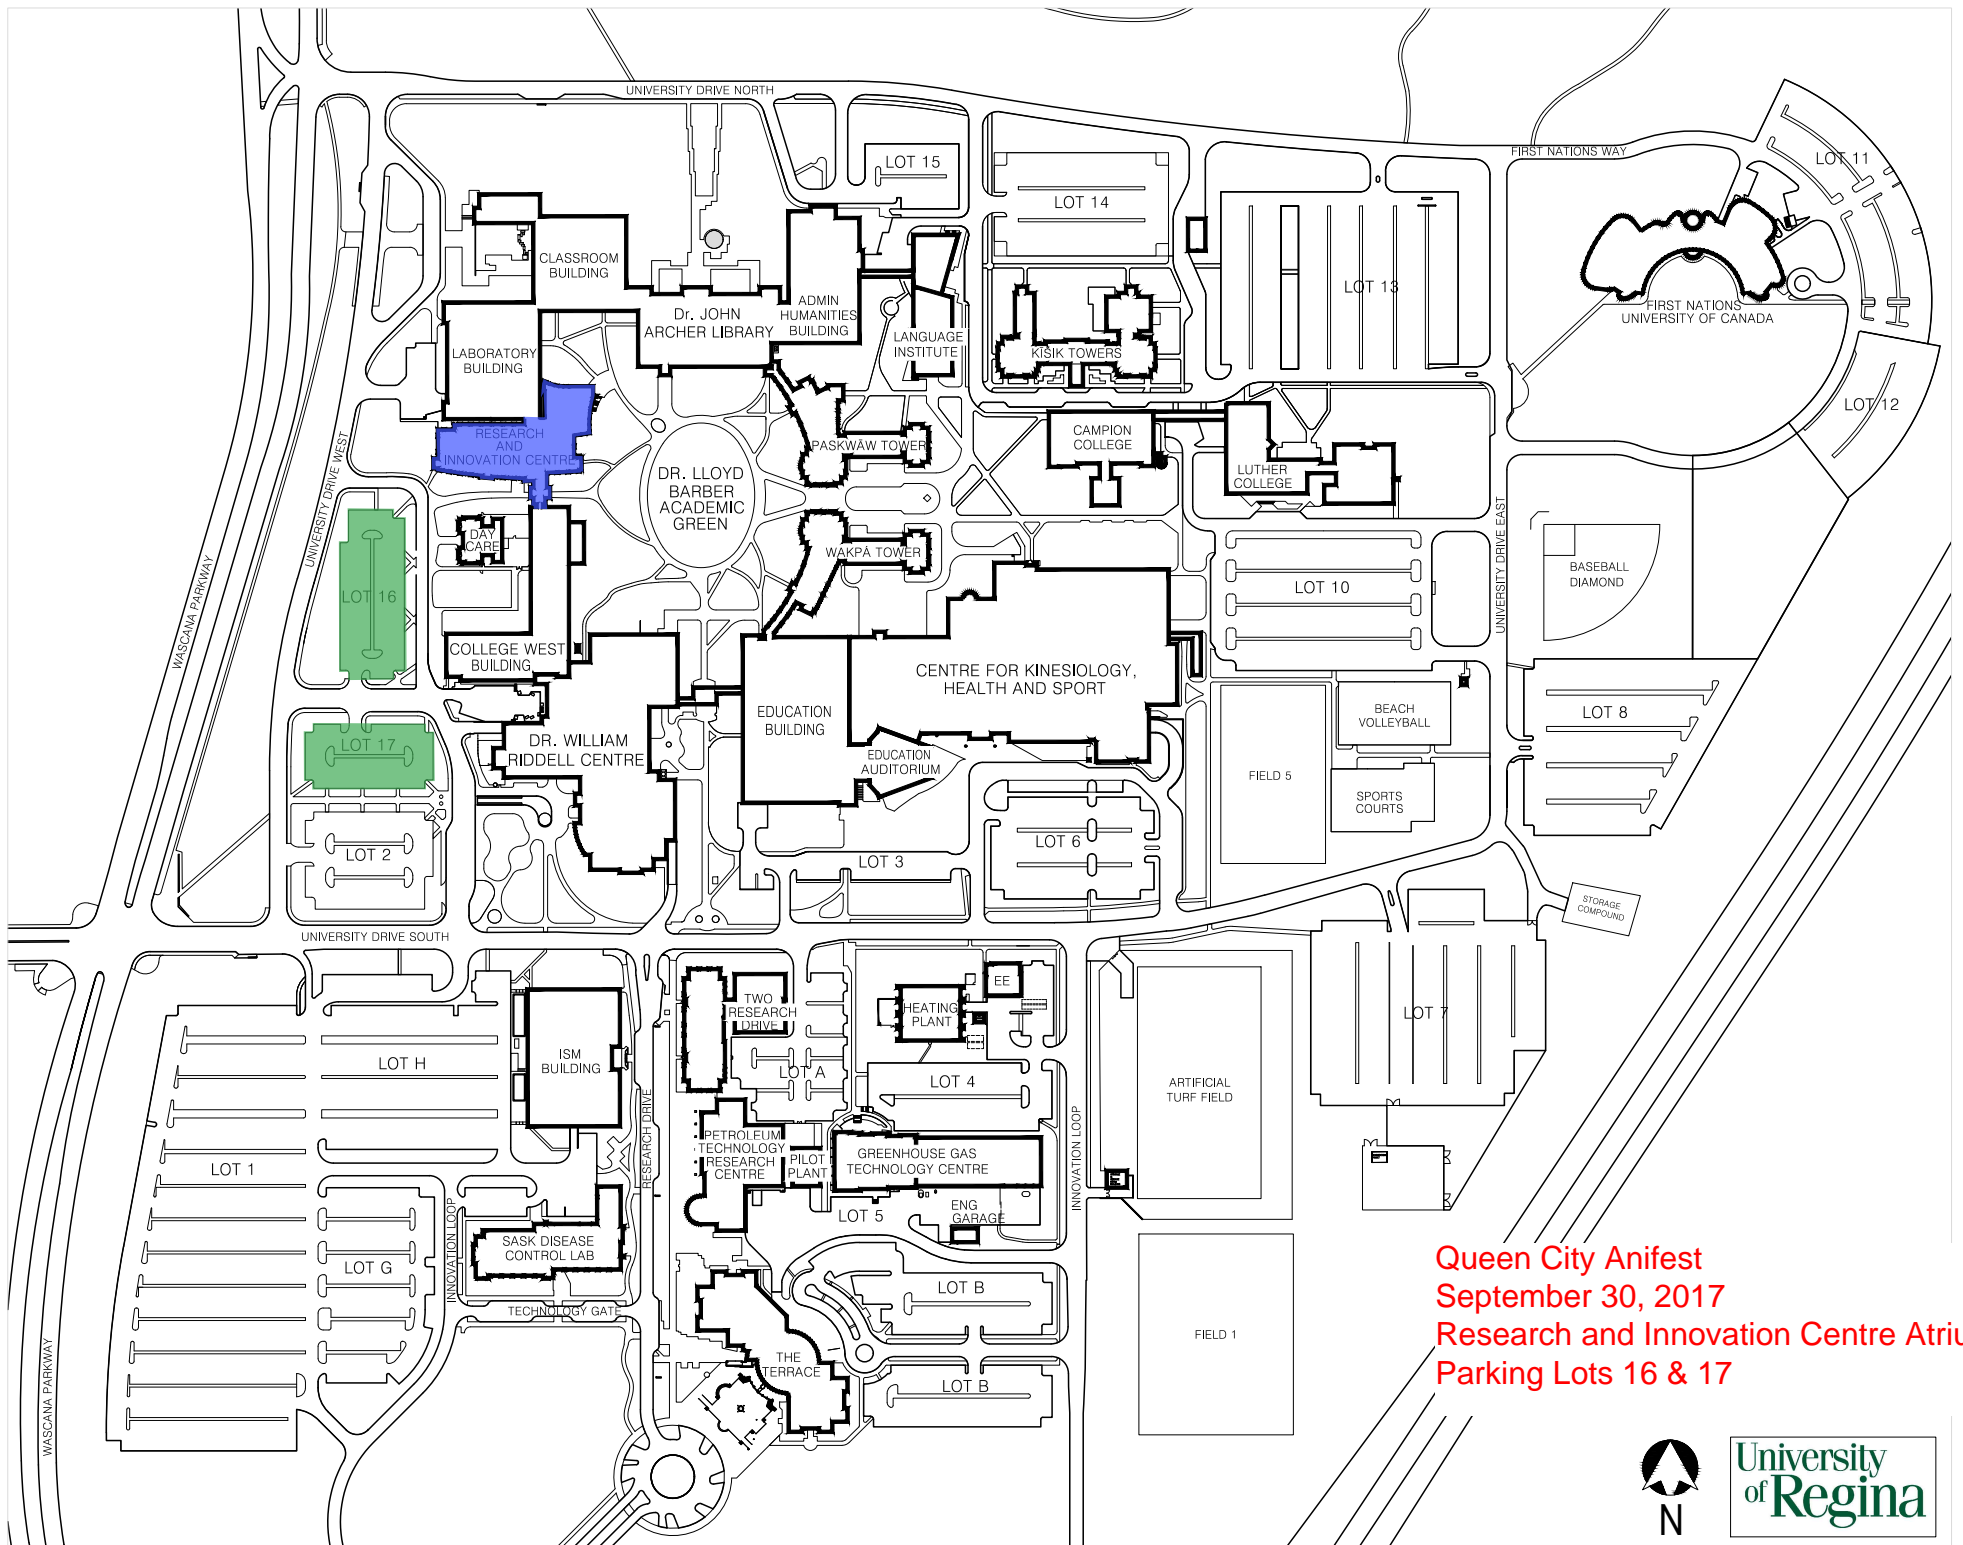 UNIVERSITY DRIVE NORTH
FIRST NATIONS WAY
LOT 15
LOT 11
LOT 14
CLASSROOM
BUILDING
LOT 13
ADMIN
HUMANITIES
BUILDING
Dr. JOHN
ARCHER LIBRARY
FIRST NATIONS
UNIVERSITY OF CANADA
LANGUAGE
INSTITUTE
KĪSIK TOWERS
LABORATORY
BUILDING
LOT 12
RESEARCH
AND
INNOVATION CENTRE
PASKWĀW TOWER
CAMPION
COLLEGE
LUTHER
COLLEGE
DR. LLOYD
BARBER
ACADEMIC
GREEN
UNIVERSITY DRIVE WEST
UNIVERSITY DRIVE EAST
WASCANA PARKWAY
DAY
CARE
WAKPĀ TOWER
BASEBALL
DIAMOND
LOT 10
LOT 16
COLLEGE WEST
BUILDING
CENTRE FOR KINESIOLOGY,
HEALTH AND SPORT
EDUCATION
BUILDING
BEACH
VOLLEYBALL
LOT 8
LOT 17
DR. WILLIAM
RIDDELL CENTRE
EDUCATION
AUDITORIUM
FIELD 5
SPORTS
COURTS
LOT 2
LOT 3
LOT 6
STORAGE
COMPOUND
UNIVERSITY DRIVE SOUTH
TWO
RESEARCH
DRIVE
HEATING
PLANT
EE
LOT 7
LOT H
ISM
BUILDING
LOT A
LOT 4
ARTIFICIAL
TURF FIELD
RESEARCH DRIVE
INNOVATION LOOP
PETROLEUM
TECHNOLOGY
RESEARCH
CENTRE
PILOT
PLANT
GREENHOUSE GAS
TECHNOLOGY CENTRE
LOT 1
LOT 5
ENG
GARAGE
INNOVATION LOOP
SASK DISEASE
CONTROL LAB
LOT G
LOT B
TECHNOLOGY GATE
FIELD 1
THE
TERRACE
LOT B
WASCANA PARKWAY
Queen City Anifest
September 30, 2017
Research and Innovation Centre Atriu
Parking Lots 16 & 17
N
University
of Regina